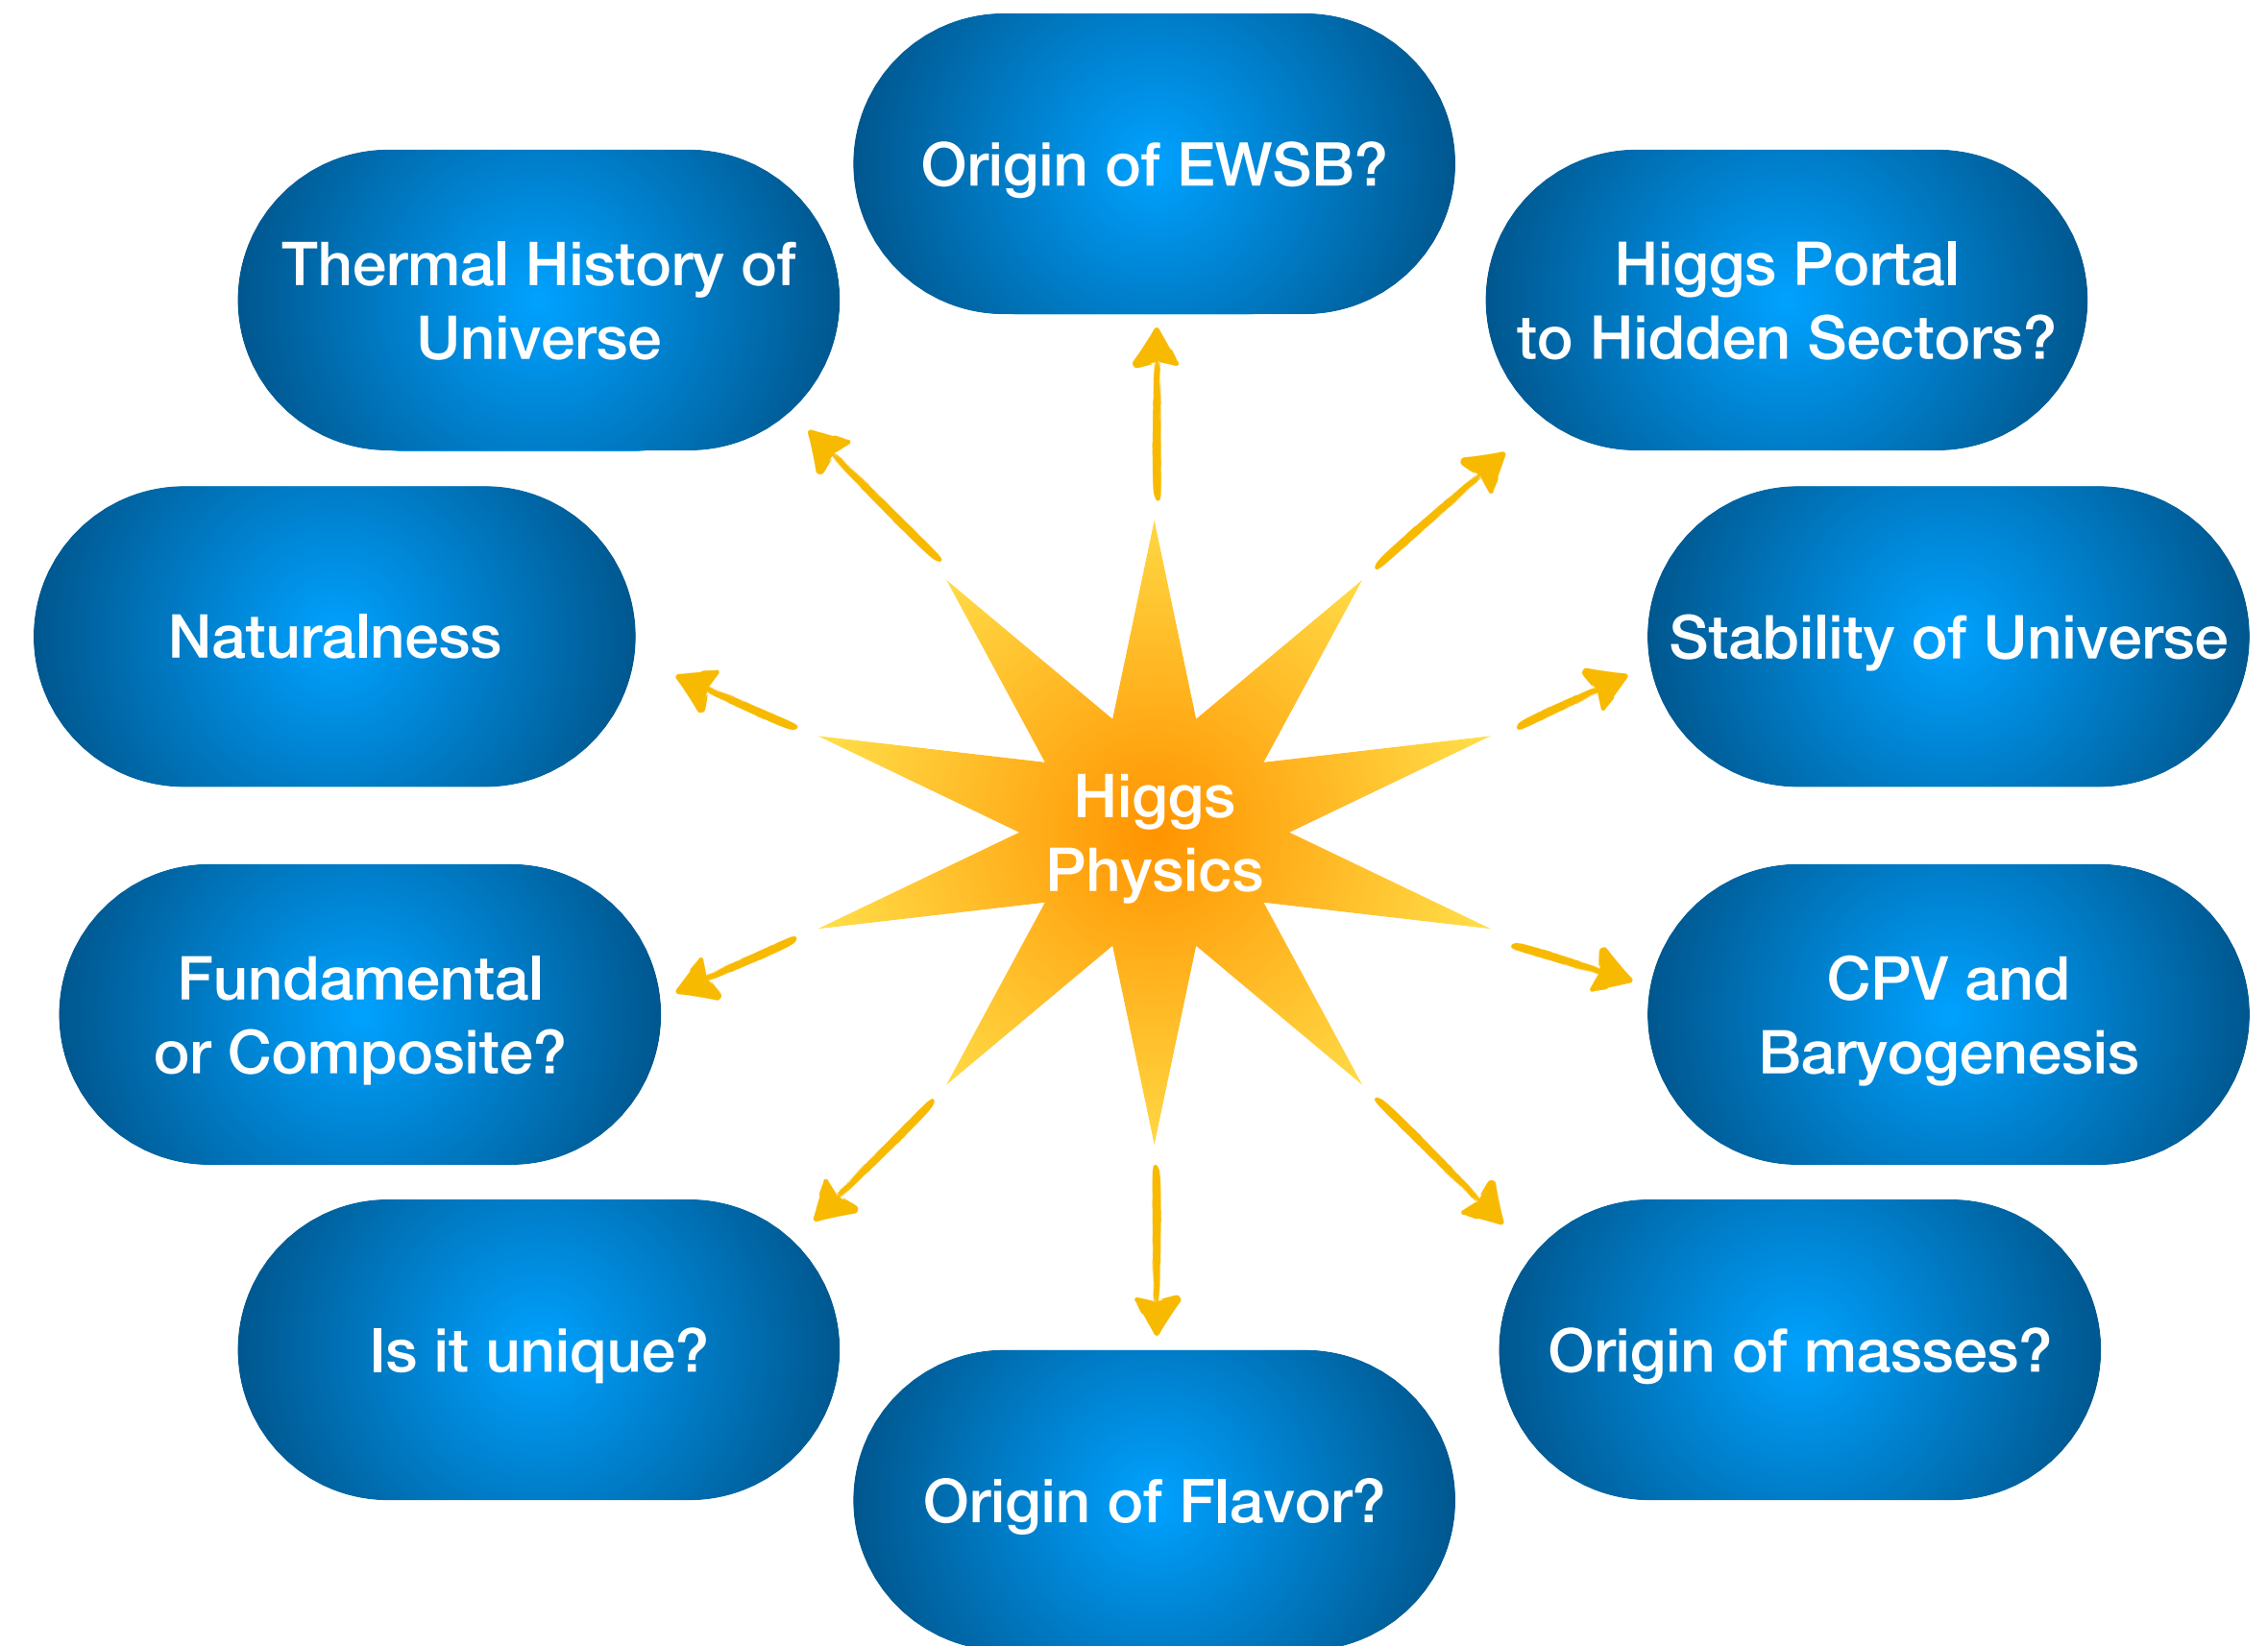 Origin of EWSB?
Thermal History of
Universe
Higgs Portal
to Hidden Sectors?
Naturalness
Stability of Universe
Higgs
Physics
Fundamental
or Composite?
CPV and
Baryogenesis
Is it unique?
Origin of masses?
Origin of Flavor?